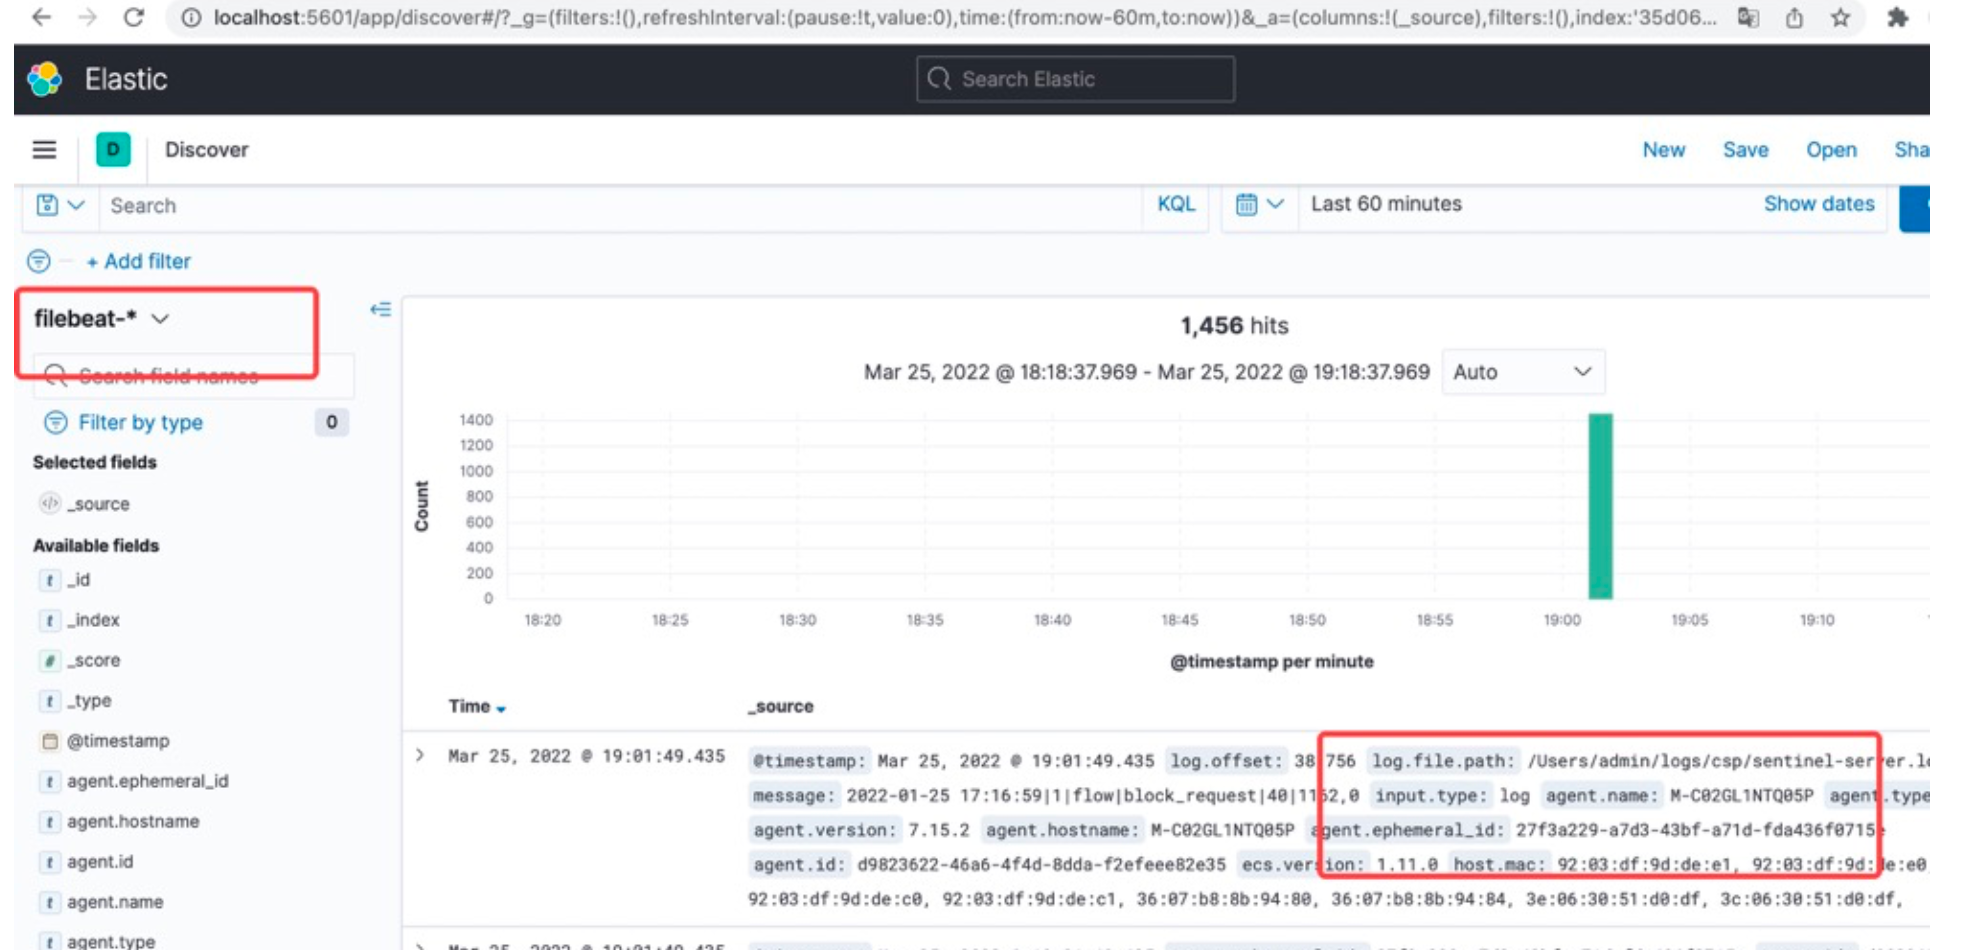 localhost:5601/app/discover#/?_g=(filters:!(),refreshInterval:(pause:!t,value:0),time:(from:now-60m,to:now))&_a=(columns:!(_source),filters:!(),index:'35d06...
Elastic
Search Elastic
D
Discover
New
Save
Open
Sha
Search
KQL
Last 60 minutes
Show dates
+ Add filter
filebeat-*
Search field names
Filter by type
0
Selected fields
_source
Available fields
t _id
t _index
# _score
t _type
@timestamp
t agent.ephemeral_id
t agent.hostname
t agent.id
t agent.name
t agent.type
1,456 hits
Mar 25, 2022 @ 18:18:37.969 - Mar 25, 2022 @ 19:18:37.969
Auto
Count
1400
1200
1000
800
600
400
200
0
18:20
18:25
18:30
18:35
18:40
18:45
18:50
18:55
19:00
19:05
19:10
@timestamp per minute
Time
_source
Mar 25, 2022 @ 19:01:49.435
@timestamp: Mar 25, 2022 @ 19:01:49.435 log.offset: 38,756 log.file.path: /Users/admin/logs/csp/sentinel-server.l
message: 2022-01-25 17:16:59|1|flow|block_request|40|1162,0 input.type: log agent.name: M-C02GL1NTQ05P agent.type
agent.version: 7.15.2 agent.hostname: M-C02GL1NTQ05P agent.ephemeral_id: 27f3a229-a7d3-43bf-a71d-fda436f0715e
agent.id: d9823622-46a6-4f4d-8dda-f2efeee82e35 ecs.version: 1.11.0 host.mac: 92:03:df:9d:de:e1, 92:03:df:9d:de:e0
92:03:df:9d:de:c0, 92:03:df:9d:de:c1, 36:07:b8:8b:94:80, 36:07:b8:8b:94:84, 3e:06:30:51:d0:df, 3c:06:30:51:d0:df,
Mar 25, 2022 @ 19:01:49.435